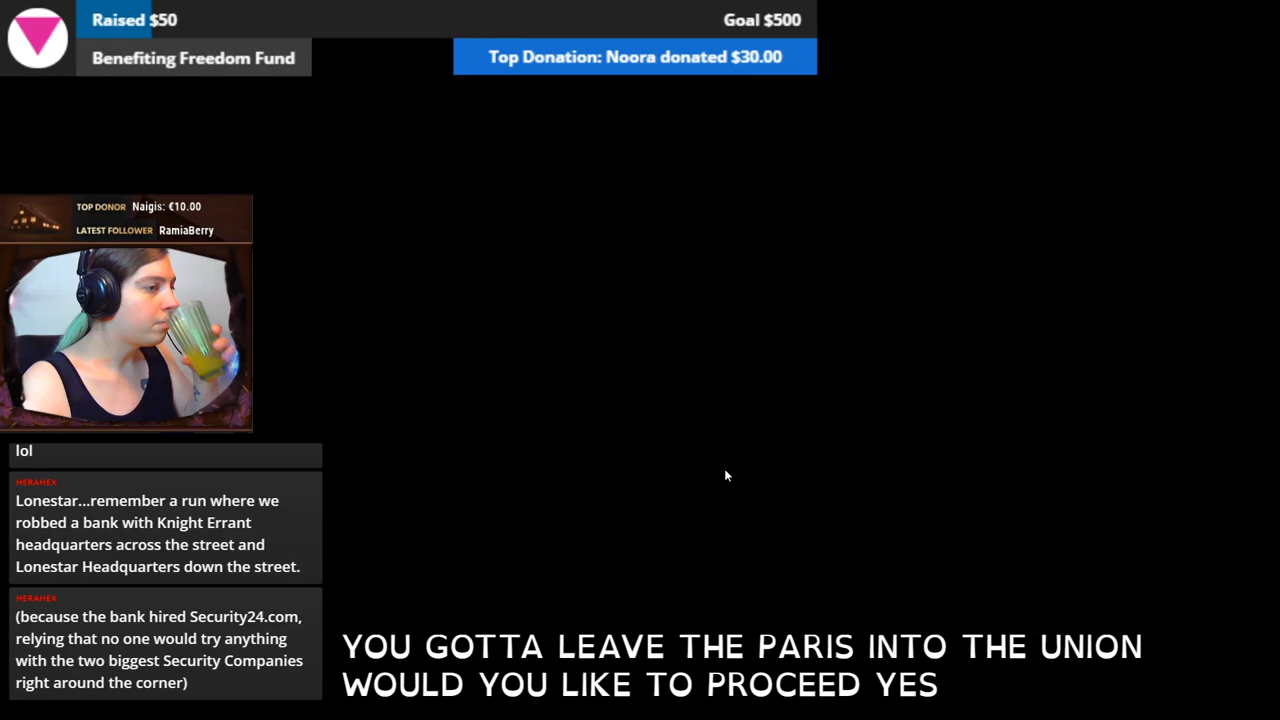 Raised $50
Goal $500
Benefiting Freedom Fund
Top Donation: Noora donated $30.00
TOP DONOR Naigis: €10.00
LATEST FOLLOWER RamiaBerry
lol
HERAHEX
Lonestar...remember a run where we
robbed a bank with Knight Errant
headquarters across the street and
Lonestar Headquarters down the street.
HERAHEX
(because the bank hired Security24.com,
relying that no one would try anything
with the two biggest Security Companies
right around the corner)
YOU GOTTA LEAVE THE PARIS INTO THE UNION
WOULD YOU LIKE TO PROCEED YES